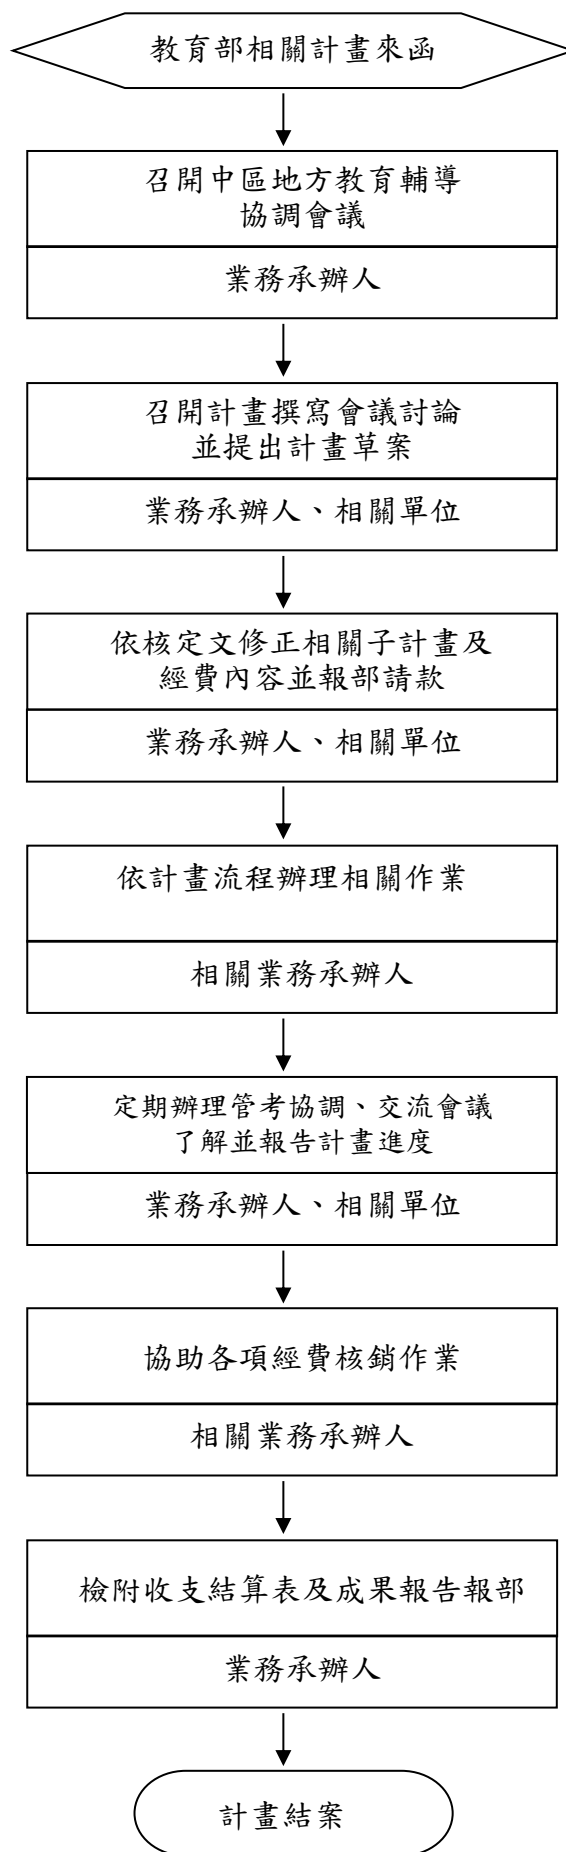 教育部相關計畫來函
召開中區地方教育輔導
協調會議
業務承辦人
召開計畫撰寫會議討論
並提出計畫草案
業務承辦人、相關單位
依核定文修正相關子計畫及
經費內容並報部請款
業務承辦人、相關單位
依計畫流程辦理相關作業
相關業務承辦人
定期辦理管考協調、交流會議
了解並報告計畫進度
業務承辦人、相關單位
協助各項經費核銷作業
相關業務承辦人
檢附收支結算表及成果報告報部
業務承辦人
計畫結案